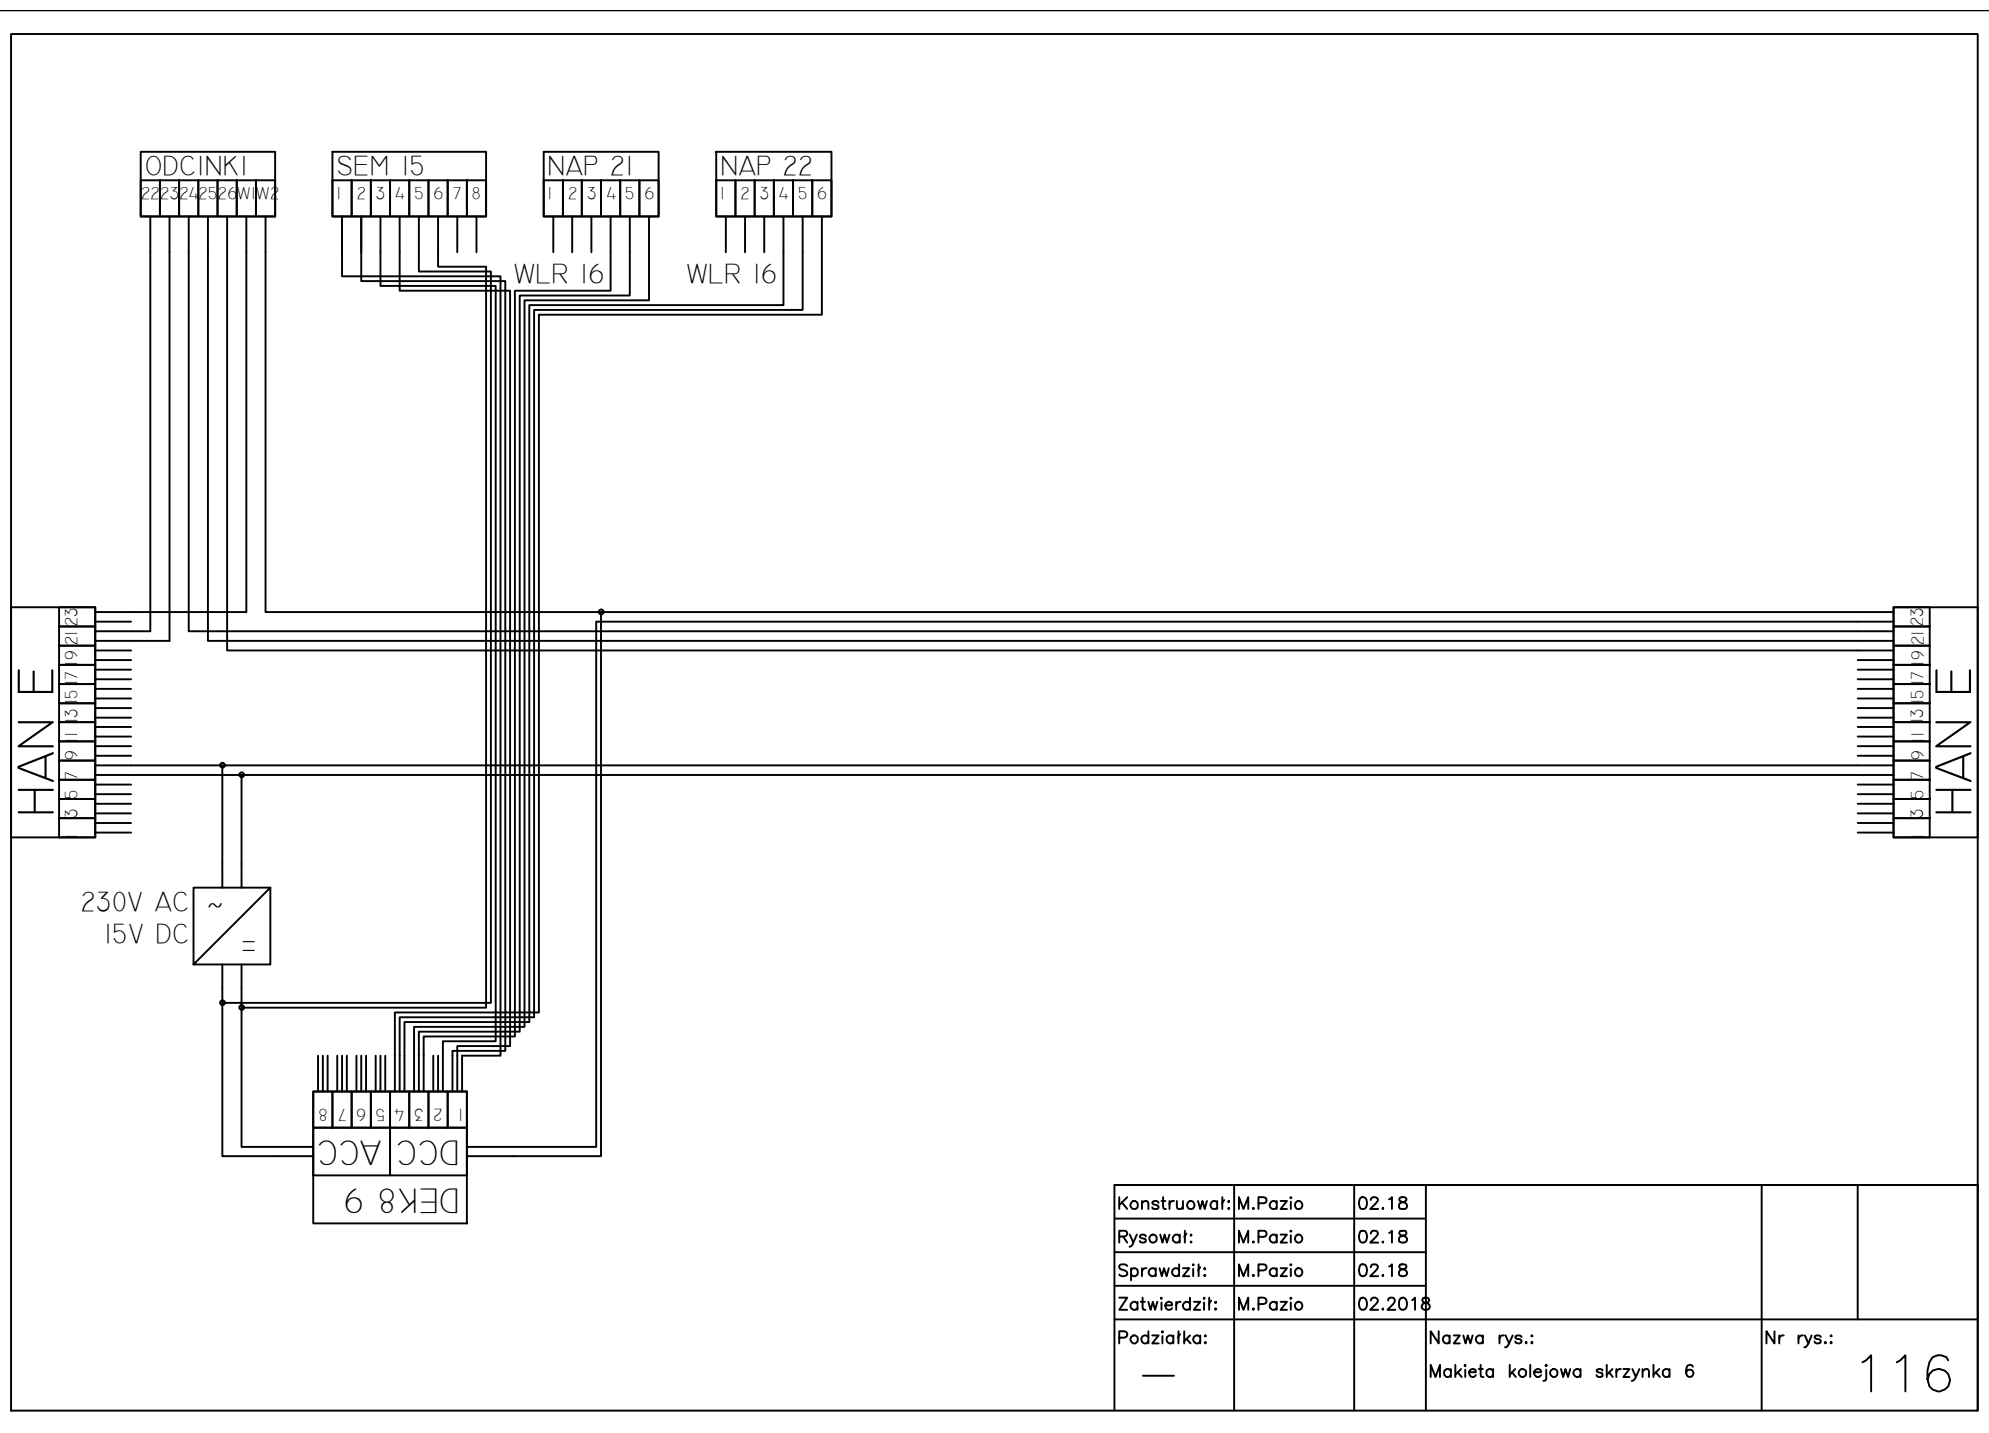 ODCINKI
22 23 24 25 26 W1 W2
SEM 15
1 2 3 4 5 6 7 8
NAP 21
1 2 3 4 5 6
WLR 16
NAP 22
1 2 3 4 5 6
WLR 16
HAN E
23 21 19 17 15 13 11 9 7 5 3 1
HAN E
23 21 19 17 15 13 11 9 7 5 3 1
230V AC
15V DC
~
=
8 7 6 5 4 3 2 1
DCC ACC
DEK8 9
Konstruował: M.Pazio 02.18
Rysował: M.Pazio 02.18
Sprawdził: M.Pazio 02.18
Zatwierdził: M.Pazio 02.2018
Podziałka:
—
Nazwa rys.:
Makieta kolejowa skrzynka 6
Nr rys.:
116